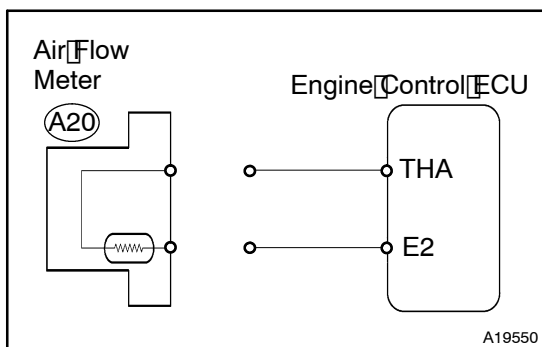 Air Flow
Meter
A20
Engine Control ECU
THA
E2
A19550